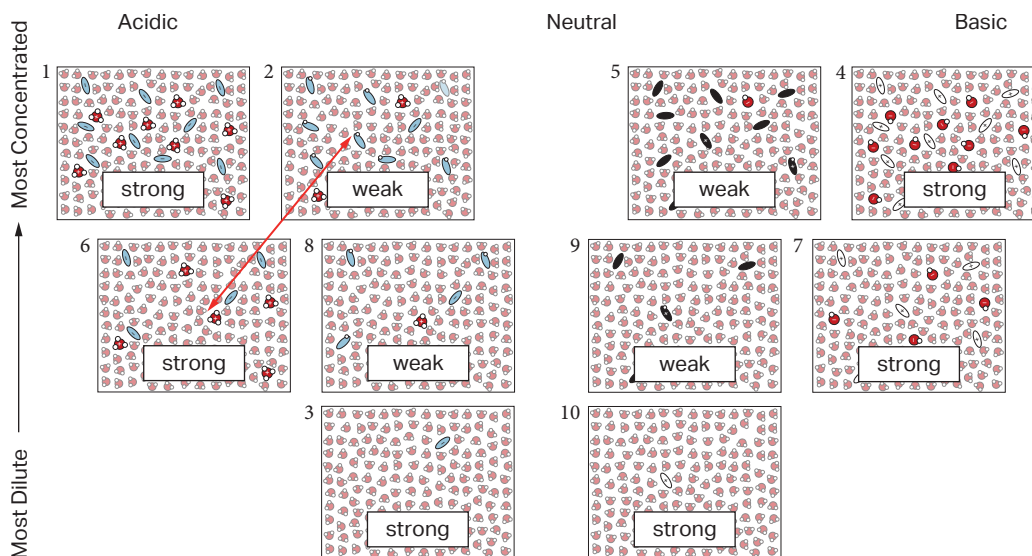 Acidic
Neutral
Basic
Most Concentrated
Most Dilute
1
strong
2
weak
5
weak
4
strong
6
strong
8
weak
9
weak
7
strong
3
strong
10
strong